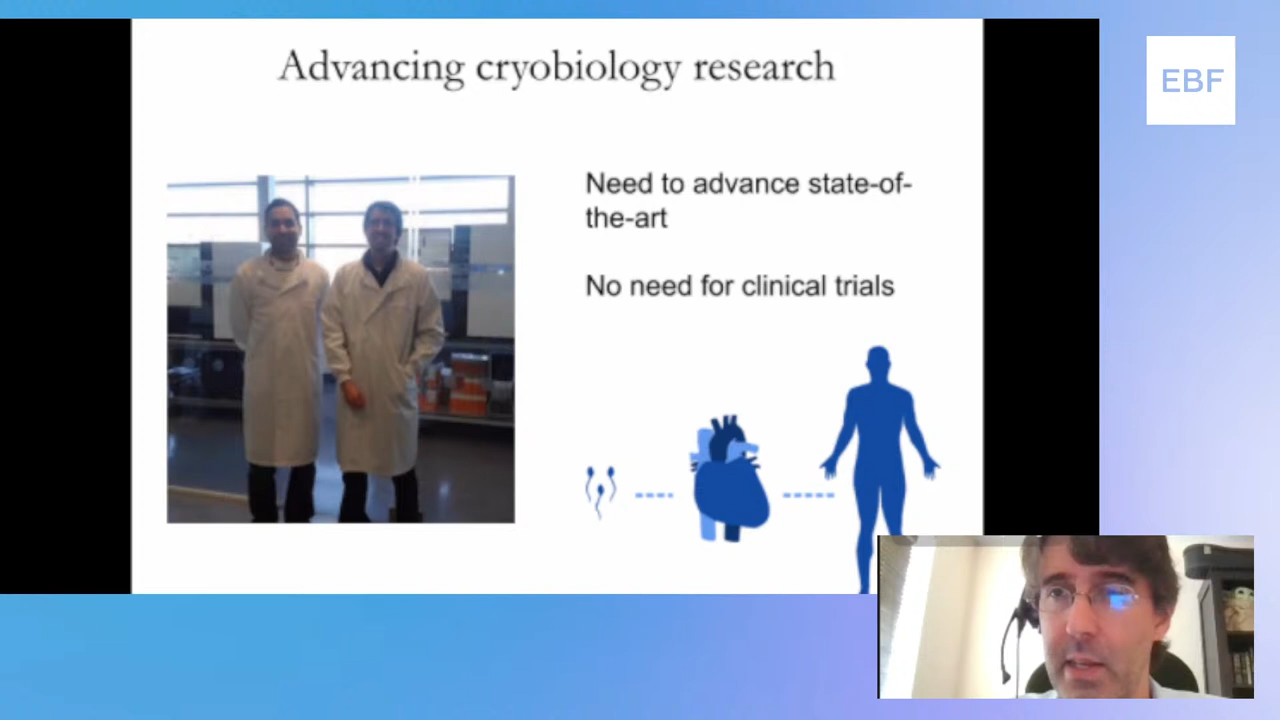 Advancing cryobiology research
EBF
Need to advance state-of-
the-art
No need for clinical trials